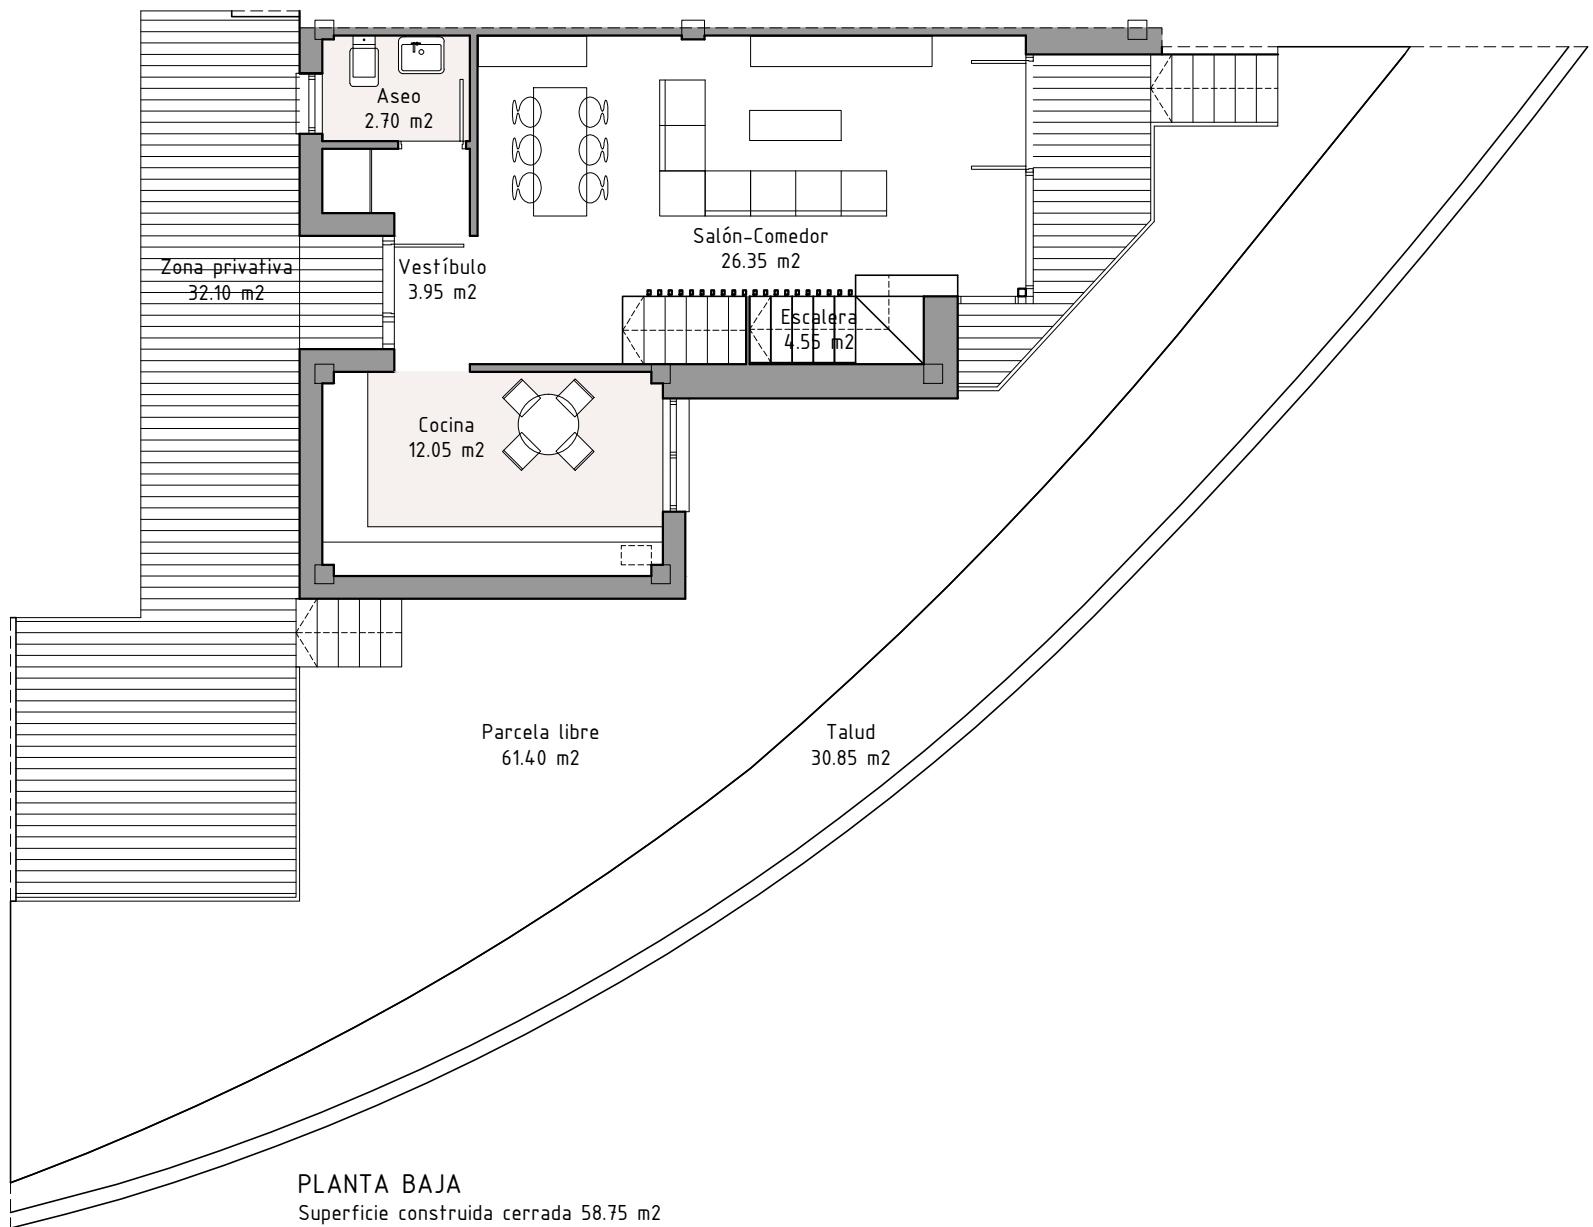 Aseo
2.70 m2
Salón-Comedor
26.35 m2
Zona privativa
32.10 m2
Vestíbulo
3.95 m2
Escalera
4.55 m2
Cocina
12.05 m2
Parcela libre
61.40 m2
Talud
30.85 m2
PLANTA BAJA
Superficie construida cerrada 58.75 m2